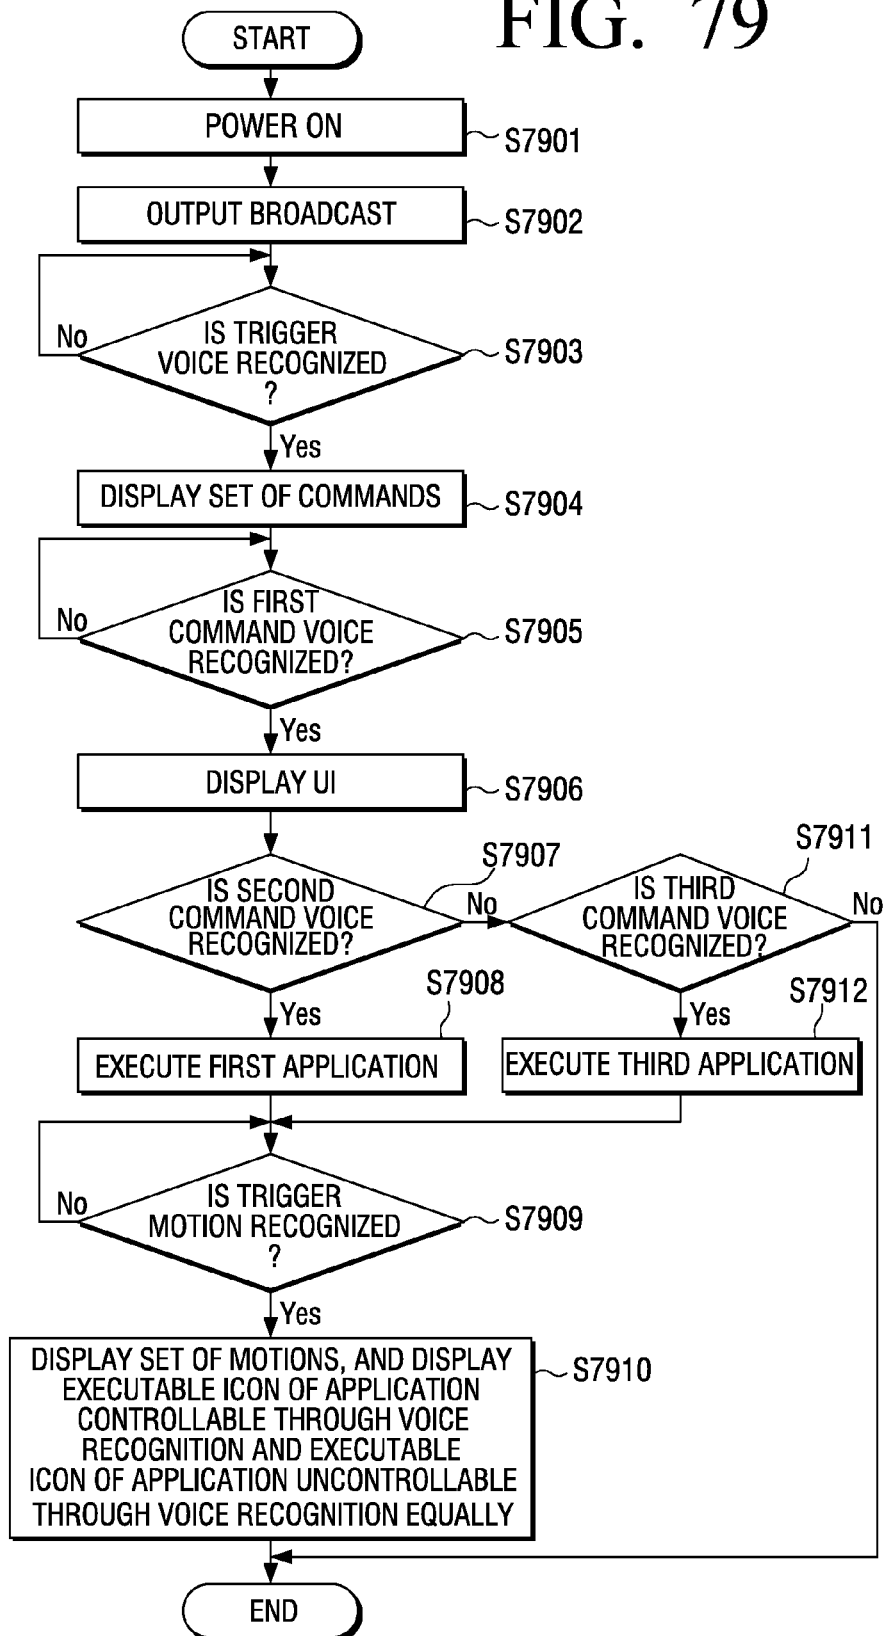 FIG. 79
START
POWER ON
S7901
OUTPUT BROADCAST
S7902
No
IS TRIGGER
VOICE RECOGNIZED
?
S7903
Yes
DISPLAY SET OF COMMANDS
S7904
No
IS FIRST
COMMAND VOICE
RECOGNIZED?
S7905
Yes
DISPLAY UI
S7906
S7907
IS SECOND
COMMAND VOICE
RECOGNIZED?
No
S7911
IS THIRD
COMMAND VOICE
RECOGNIZED?
No
S7908
Yes
EXECUTE FIRST APPLICATION
S7912
Yes
EXECUTE THIRD APPLICATION
No
IS TRIGGER
MOTION RECOGNIZED
?
S7909
Yes
DISPLAY SET OF MOTIONS, AND DISPLAY
EXECUTABLE ICON OF APPLICATION
CONTROLLABLE THROUGH VOICE
RECOGNITION AND EXECUTABLE
ICON OF APPLICATION UNCONTROLLABLE
THROUGH VOICE RECOGNITION EQUALLY
S7910
END